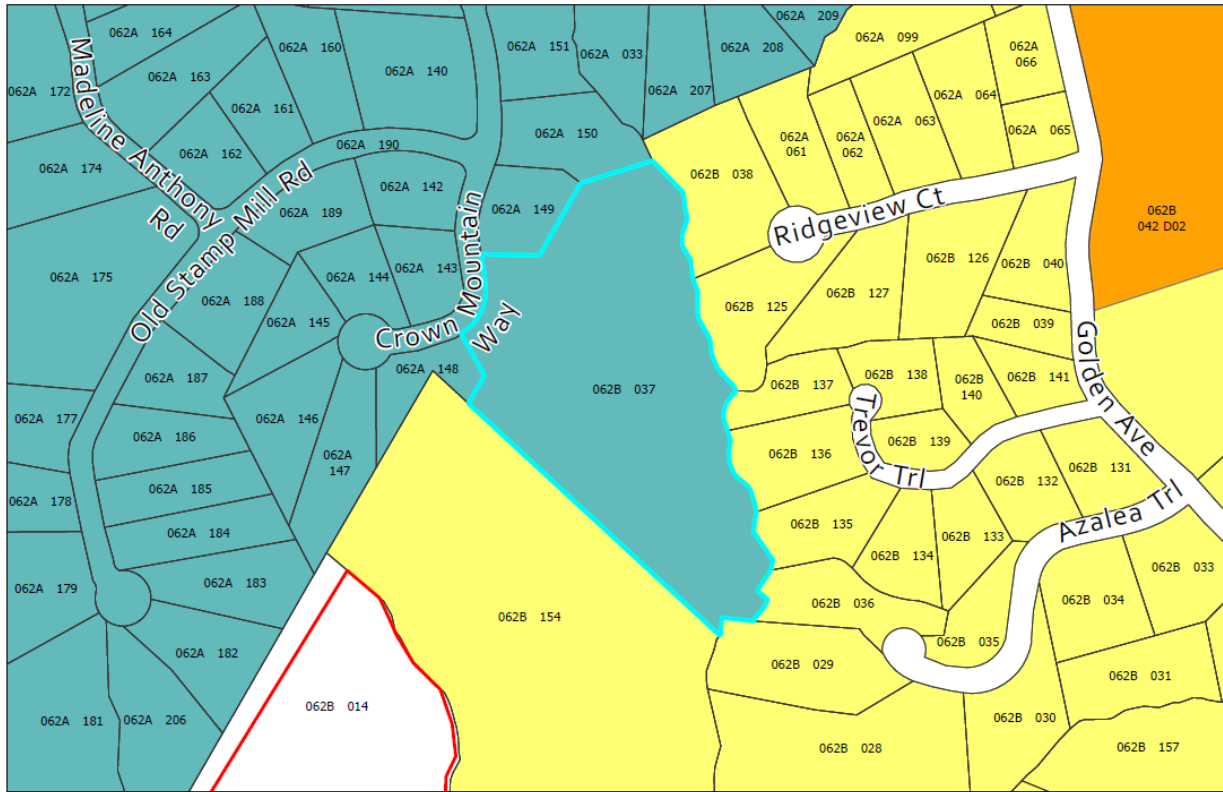 062A 164
062A 160
062A 151
062A 033
062A 209
062A 208
062A 099
062A
066
062A 172
062A 163
062A 140
062A 207
062A 064
062A 161
062A 063
062A 065
062A 162
062A 190
062A 150
062A
061
062A
062
062A 174
062A 142
062B 038
Madeline Anthony
Rd
Old Stamp Mill Rd
062A 189
062A 149
Ridgeview Ct
062B
042 D02
062A 175
062A 144
062A 143
062B 126
062B 040
062A 188
062B 125
062B 127
062A 145
Crown Mountain
Way
062B 039
Golden Ave
062A 148
062A 187
062B 037
062B 137
062B 138
062B
140
062B 141
062A 177
062A 146
Trevor Trl
062A 186
062B 139
062A
147
062B 136
062B 131
062B 132
062A 185
062A 178
Azalea Trl
062B 135
062A 184
062B 133
062B 134
062A 179
062A 183
062B 033
062B 036
062B 034
062B 154
062B 035
062A 182
062B 029
062B 031
062B 014
062A 181
062A 206
062B 030
062B 028
062B 157